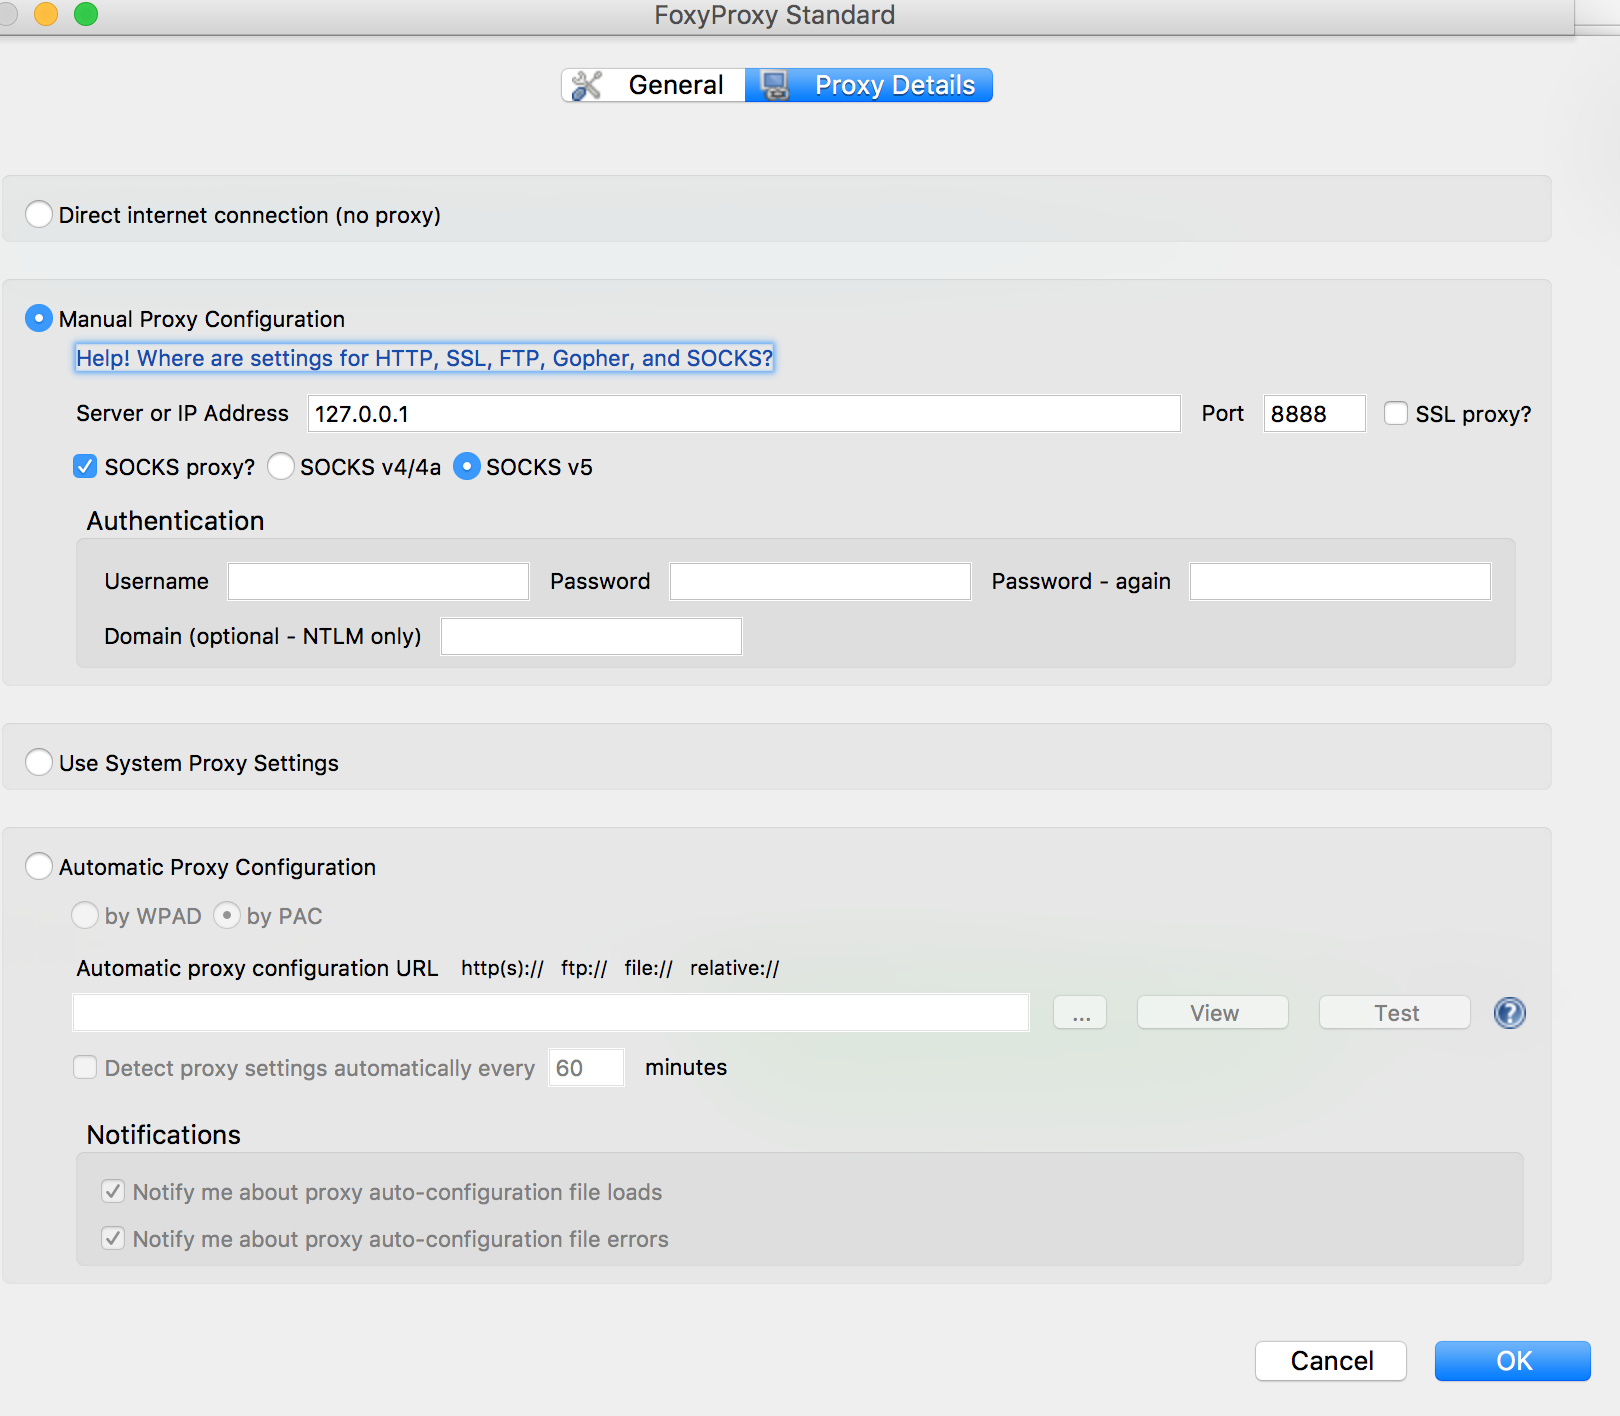 FoxyProxy Standard
General Proxy Details
Direct internet connection (no proxy)
Manual Proxy Configuration
Help! Where are settings for HTTP, SSL, FTP, Gopher, and SOCKS?
Server or IP Address 127.0.0.1 Port 8888 SSL proxy?
SOCKS proxy? SOCKS v4/4a SOCKS v5
Authentication
Username Password Password - again
Domain (optional - NTLM only)
Use System Proxy Settings
Automatic Proxy Configuration
by WPAD by PAC
Automatic proxy configuration URL http(s):// ftp:// file:// relative://
... View Test ?
Detect proxy settings automatically every 60 minutes
Notifications
Notify me about proxy auto-configuration file loads
Notify me about proxy auto-configuration file errors
Cancel OK